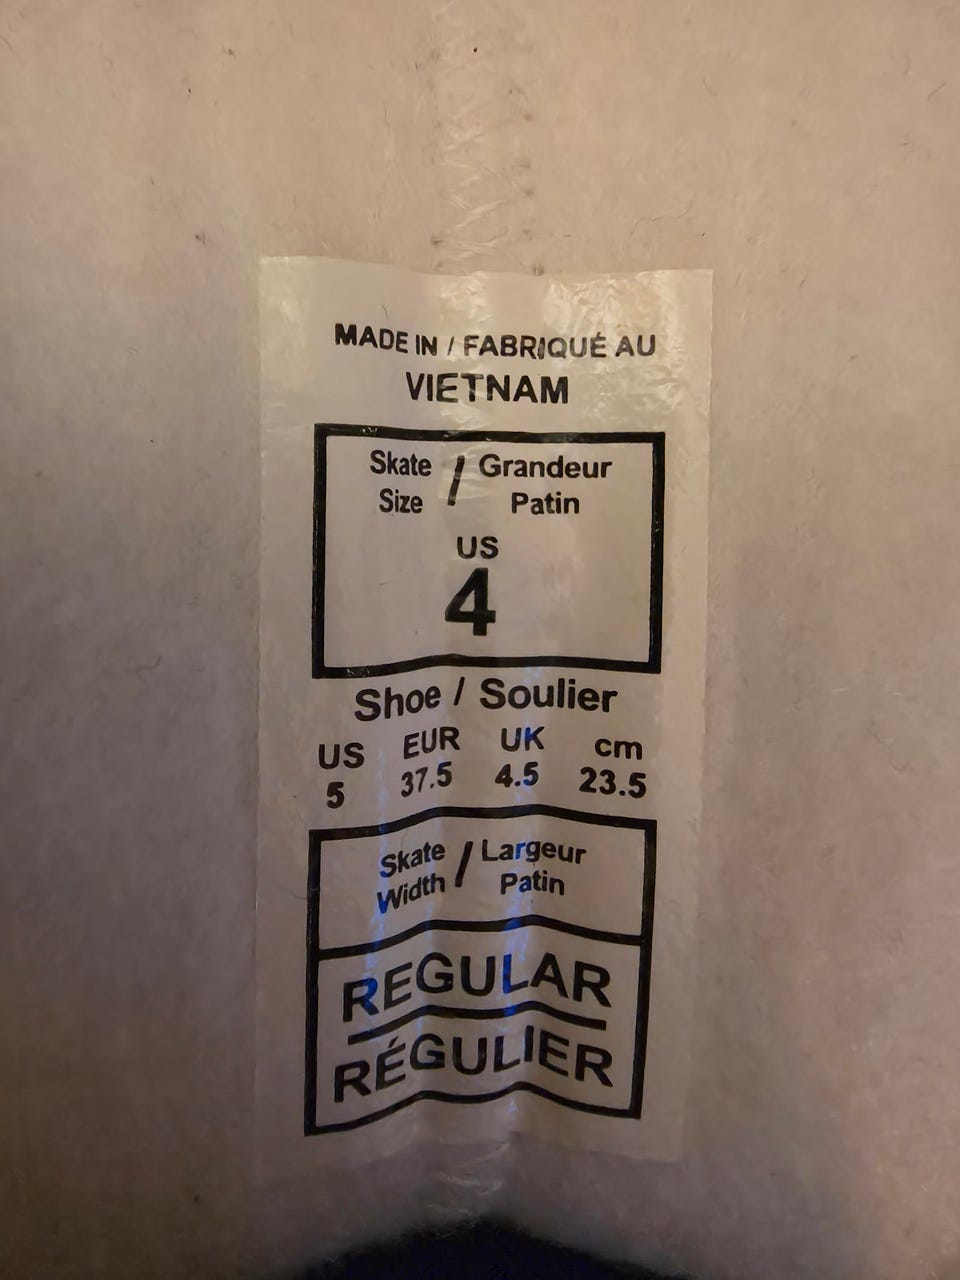 MADE IN / FABRIQUÉ AU
VIETNAM
Skate / Grandeur
Size Patin
US
4
Shoe / Soulier
US EUR UK cm
5 37.5 4.5 23.5
Skate / Largeur
Width Patin
REGULAR
RÉGULIER